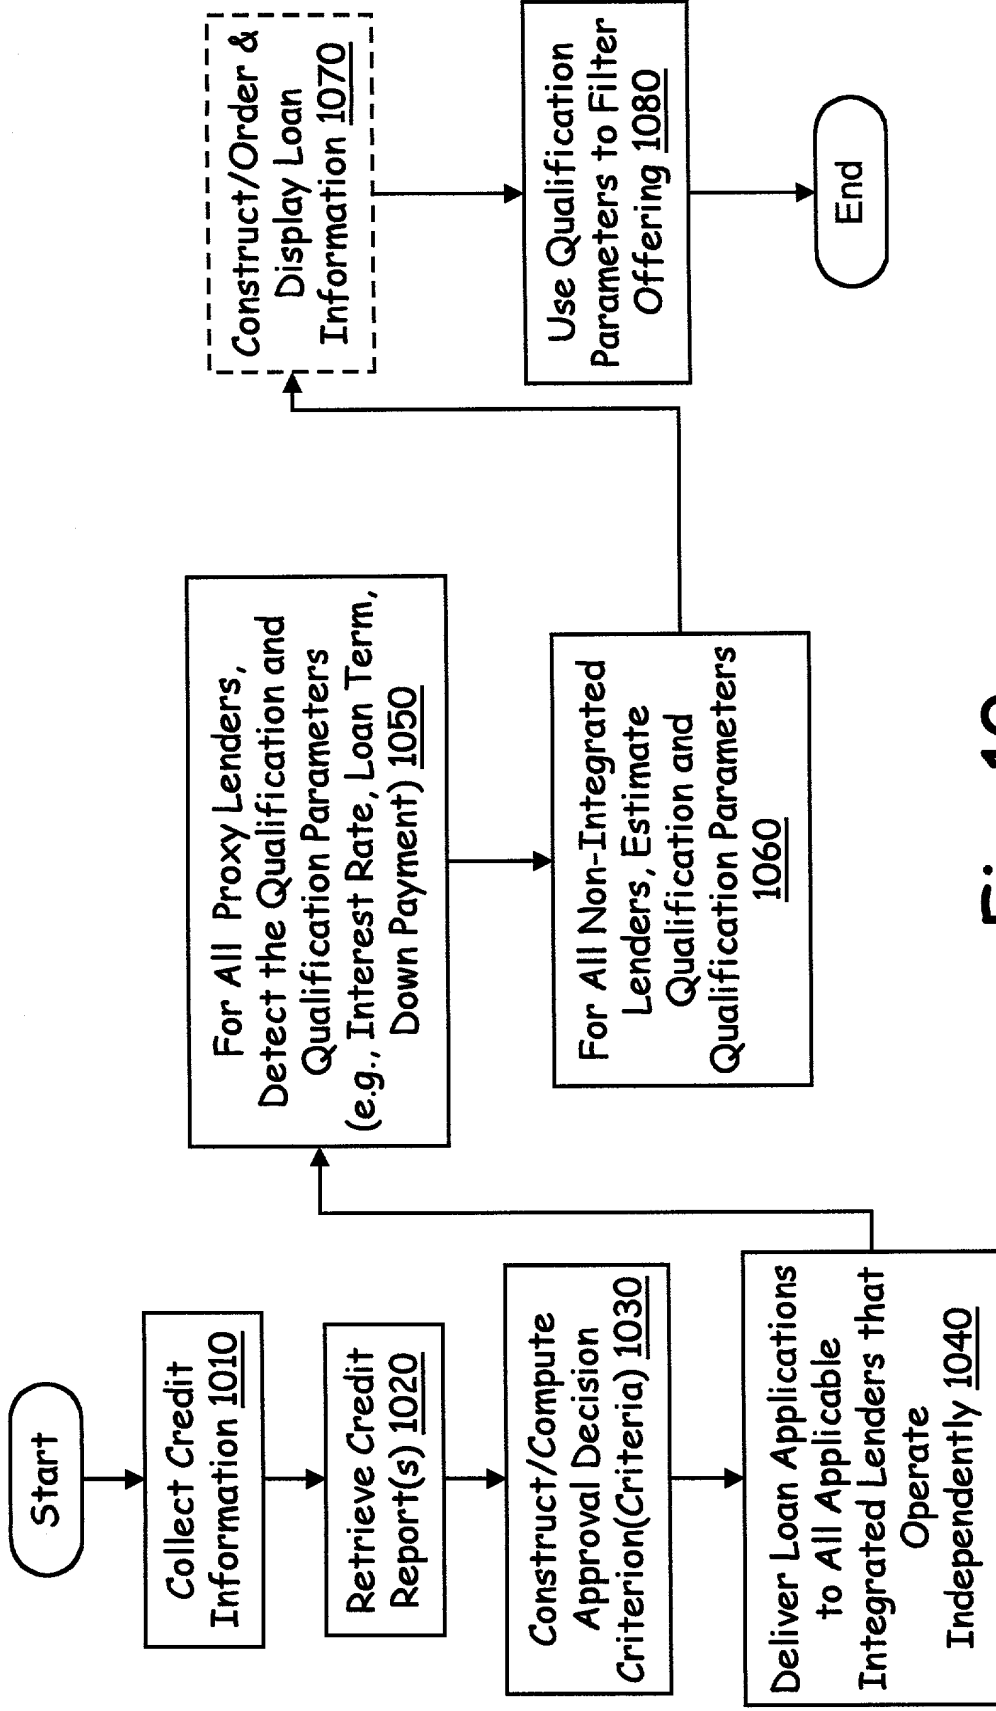 Start
Collect Credit
Information 1010
Retrieve Credit
Report(s) 1020
Construct/Compute
Approval Decision
Criterion(Criteria) 1030
Deliver Loan Applications
to All Applicable
Integrated Lenders that
Operate
Independently 1040
For All Proxy Lenders,
Detect the Qualification and
Qualification Parameters
(e.g., Interest Rate, Loan Term,
Down Payment) 1050
For All Non-Integrated
Lenders, Estimate
Qualification and
Qualification Parameters
1060
Construct/Order &
Display Loan
Information 1070
Use Qualification
Parameters to Filter
Offering 1080
End